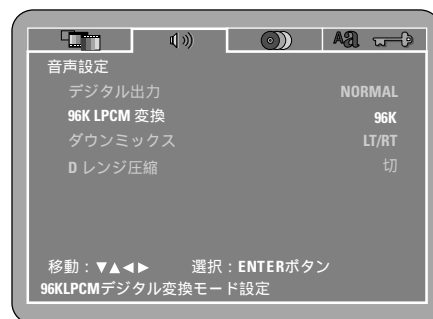 Aあ
音声設定
デジタル出力 NORMAL
96K LPCM 変換 96K
ダウンミックス LT/RT
D レンジ圧縮 切
移動：▼▲◀▶ 選択：ENTERボタン
96KLPCMデジタル変換モード設定